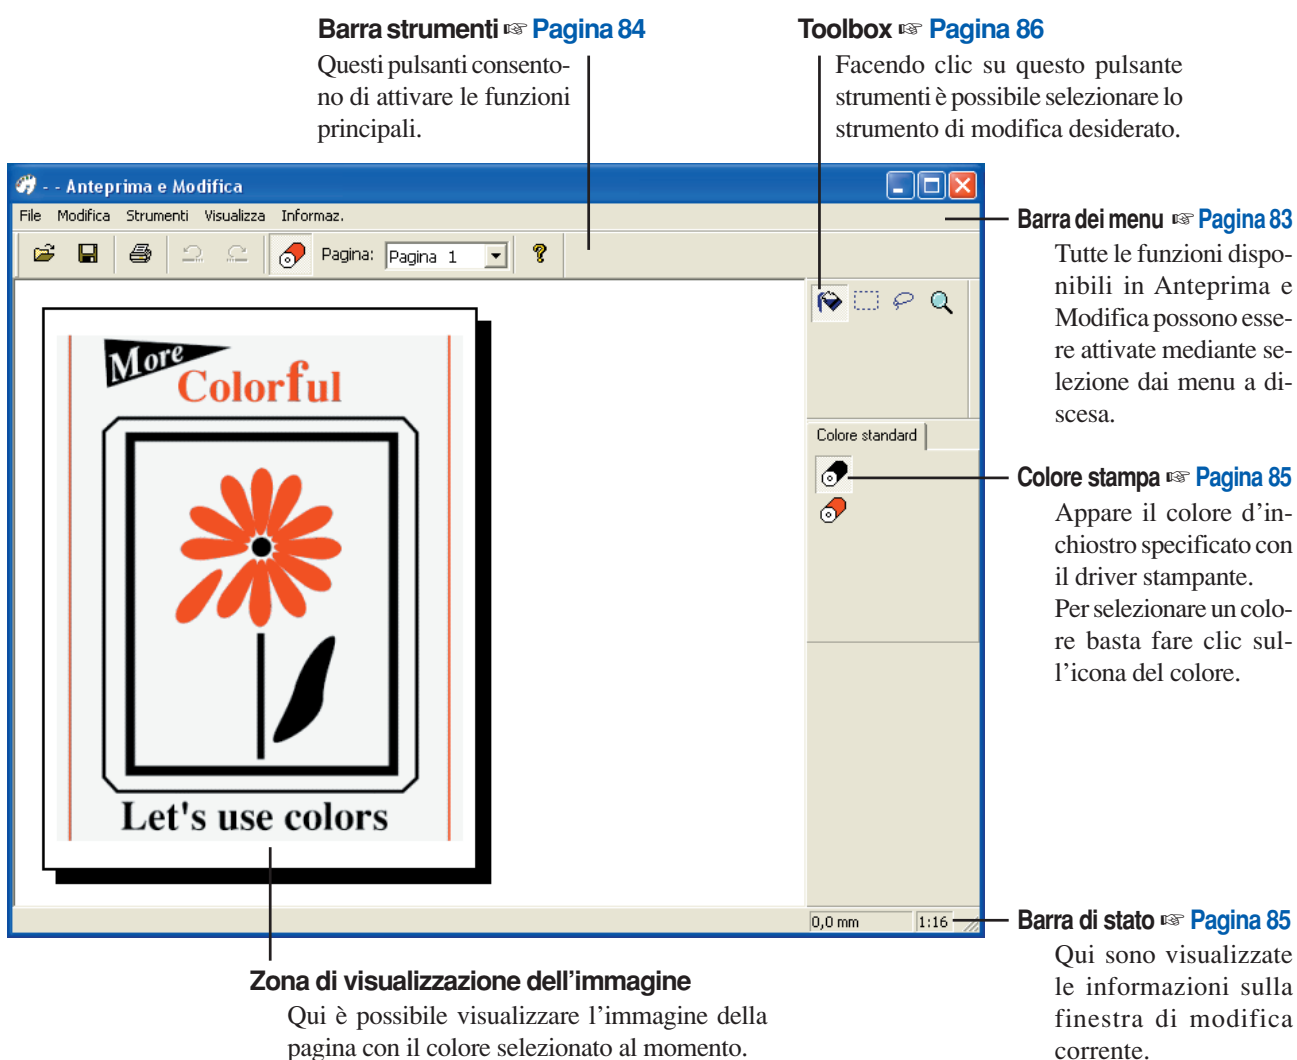 Barra strumenti ☞ Pagina 84
Questi pulsanti consento-
no di attivare le funzioni
principali.
Toolbox ☞ Pagina 86
Facendo clic su questo pulsante
strumenti è possibile selezionare lo
strumento di modifica desiderato.
- - Anteprima e Modifica
File Modifica Strumenti Visualizza Informaz.
Pagina: Pagina 1
Barra dei menu ☞ Pagina 83
Tutte le funzioni dispo-
nibili in Anteprima e
Modifica possono esse-
re attivate mediante se-
lezione dai menu a di-
scesa.
More
Colorful
Let's use colors
Colore standard
Colore stampa ☞ Pagina 85
Appare il colore d’in-
chiostro specificato con
il driver stampante.
Per selezionare un colo-
re basta fare clic sul-
l’icona del colore.
0,0 mm 1:16
Barra di stato ☞ Pagina 85
Qui sono visualizzate
le informazioni sulla
finestra di modifica
corrente.
Zona di visualizzazione dell’immagine
Qui è possibile visualizzare l’immagine della
pagina con il colore selezionato al momento.